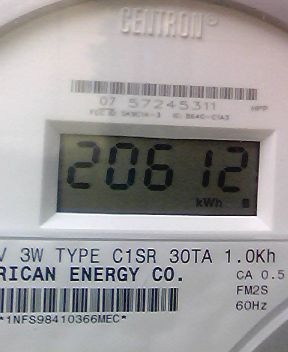 CENTRON®
07 57245311
20612
kWh
V 3W TYPE C1SR 30TA 1.0Kh
RICAN ENERGY CO.
CA 0.5
FM2S
60Hz
*1NFS98410366MEC*